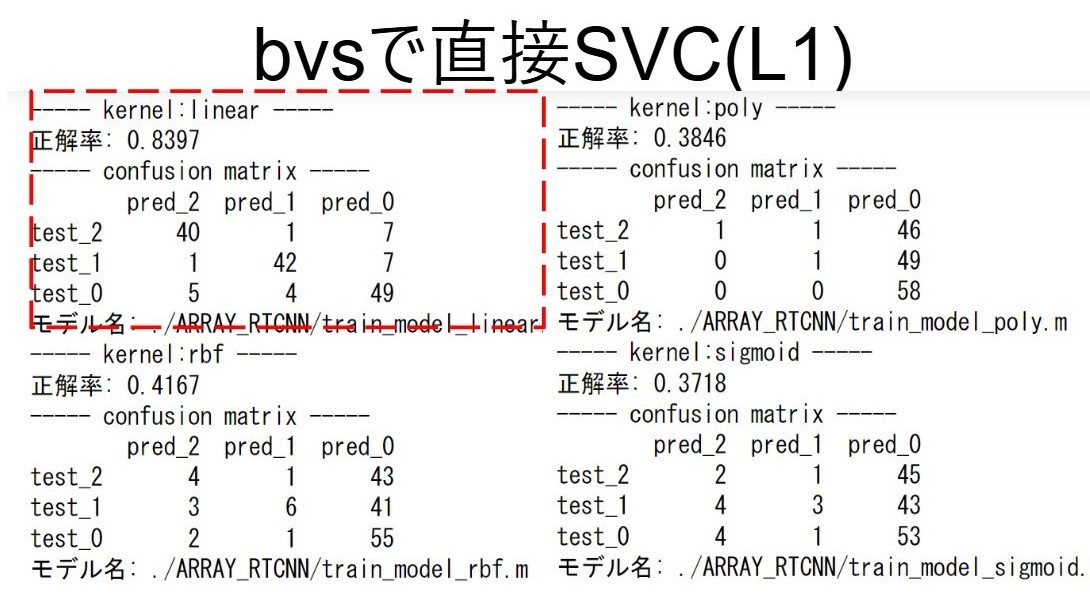 bvsで直接SVC(L1)
----- kernel:linear -----
正解率: 0.8397
----- confusion matrix -----
pred_2 pred_1 pred_0
test_2 40 1 7
test_1 1 42 7
test_0 5 4 49
モデル名: ./ARRAY_RTCNN/train_model_linear
----- kernel:poly -----
正解率: 0.3846
----- confusion matrix -----
pred_2 pred_1 pred_0
test_2 1 1 46
test_1 0 1 49
test_0 0 0 58
モデル名: ./ARRAY_RTCNN/train_model_poly.m
----- kernel:rbf -----
正解率: 0.4167
----- confusion matrix -----
pred_2 pred_1 pred_0
test_2 4 1 43
test_1 3 6 41
test_0 2 1 55
モデル名: ./ARRAY_RTCNN/train_model_rbf.m
----- kernel:sigmoid -----
正解率: 0.3718
----- confusion matrix -----
pred_2 pred_1 pred_0
test_2 2 1 45
test_1 4 3 43
test_0 4 1 53
モデル名: ./ARRAY_RTCNN/train_model_sigmoid.